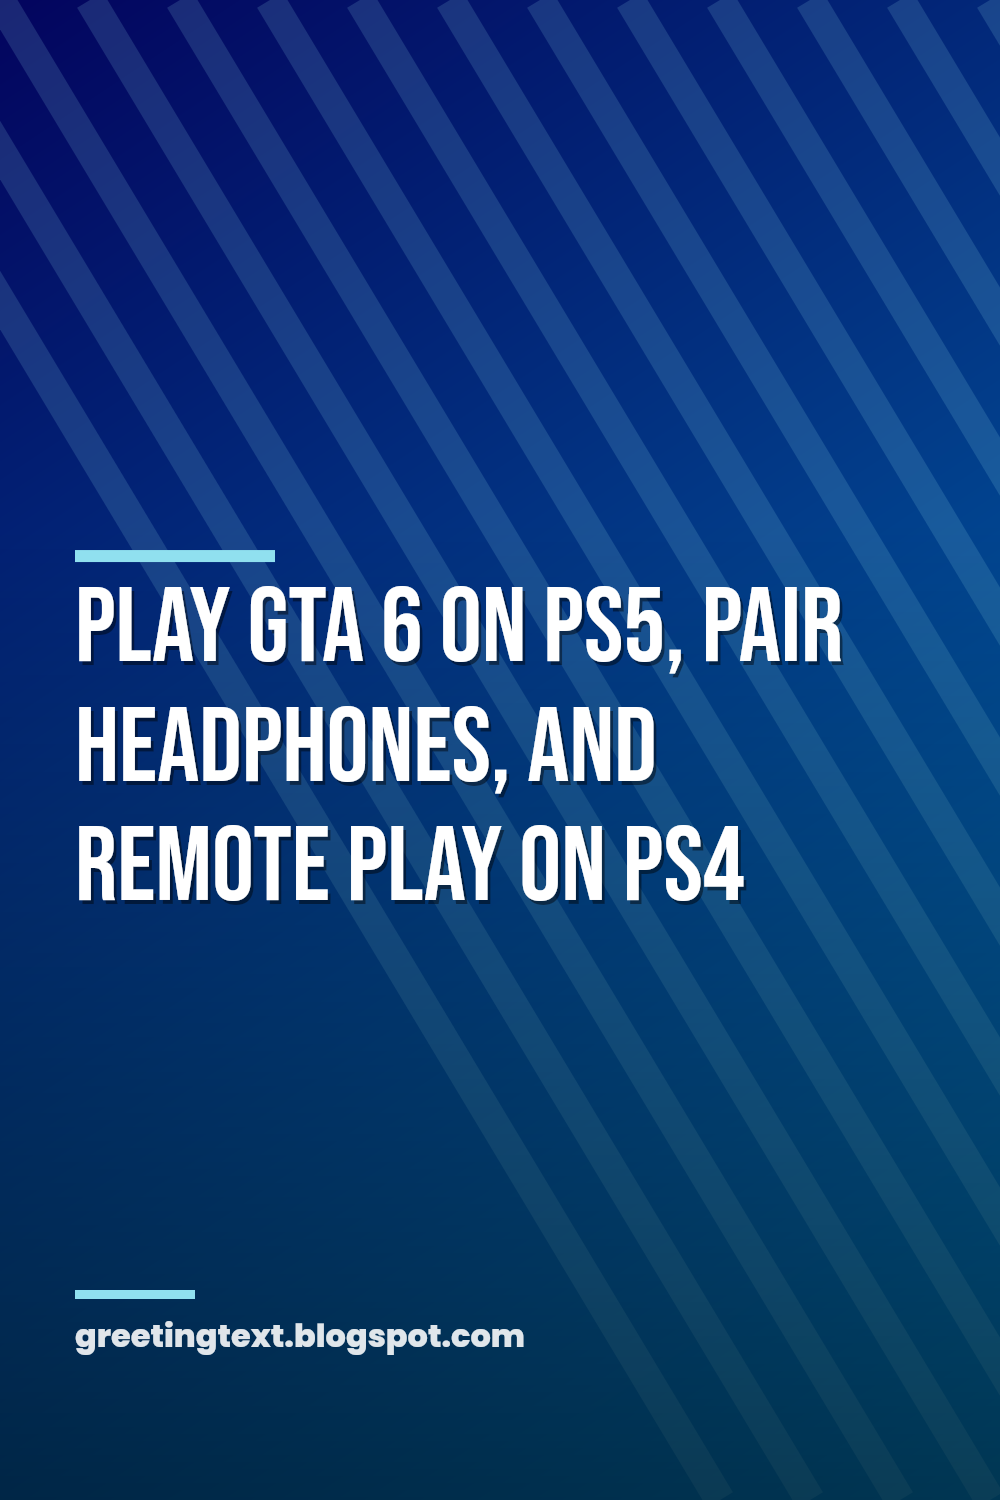 PLAY GTA 6 ON PS5, PAIR
HEADPHONES, AND
REMOTE PLAY ON PS4
greetingtext.blogspot.com